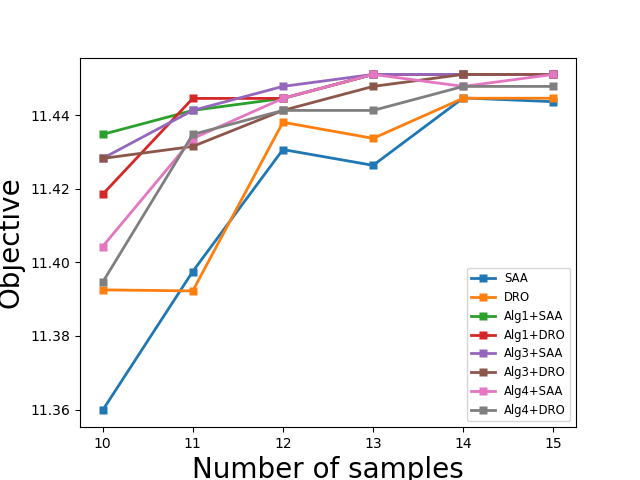 Objective
11.44
11.42
11.40
11.38
11.36
10 11 12 13 14 15
Number of samples
SAA
DRO
Alg1+SAA
Alg1+DRO
Alg3+SAA
Alg3+DRO
Alg4+SAA
Alg4+DRO